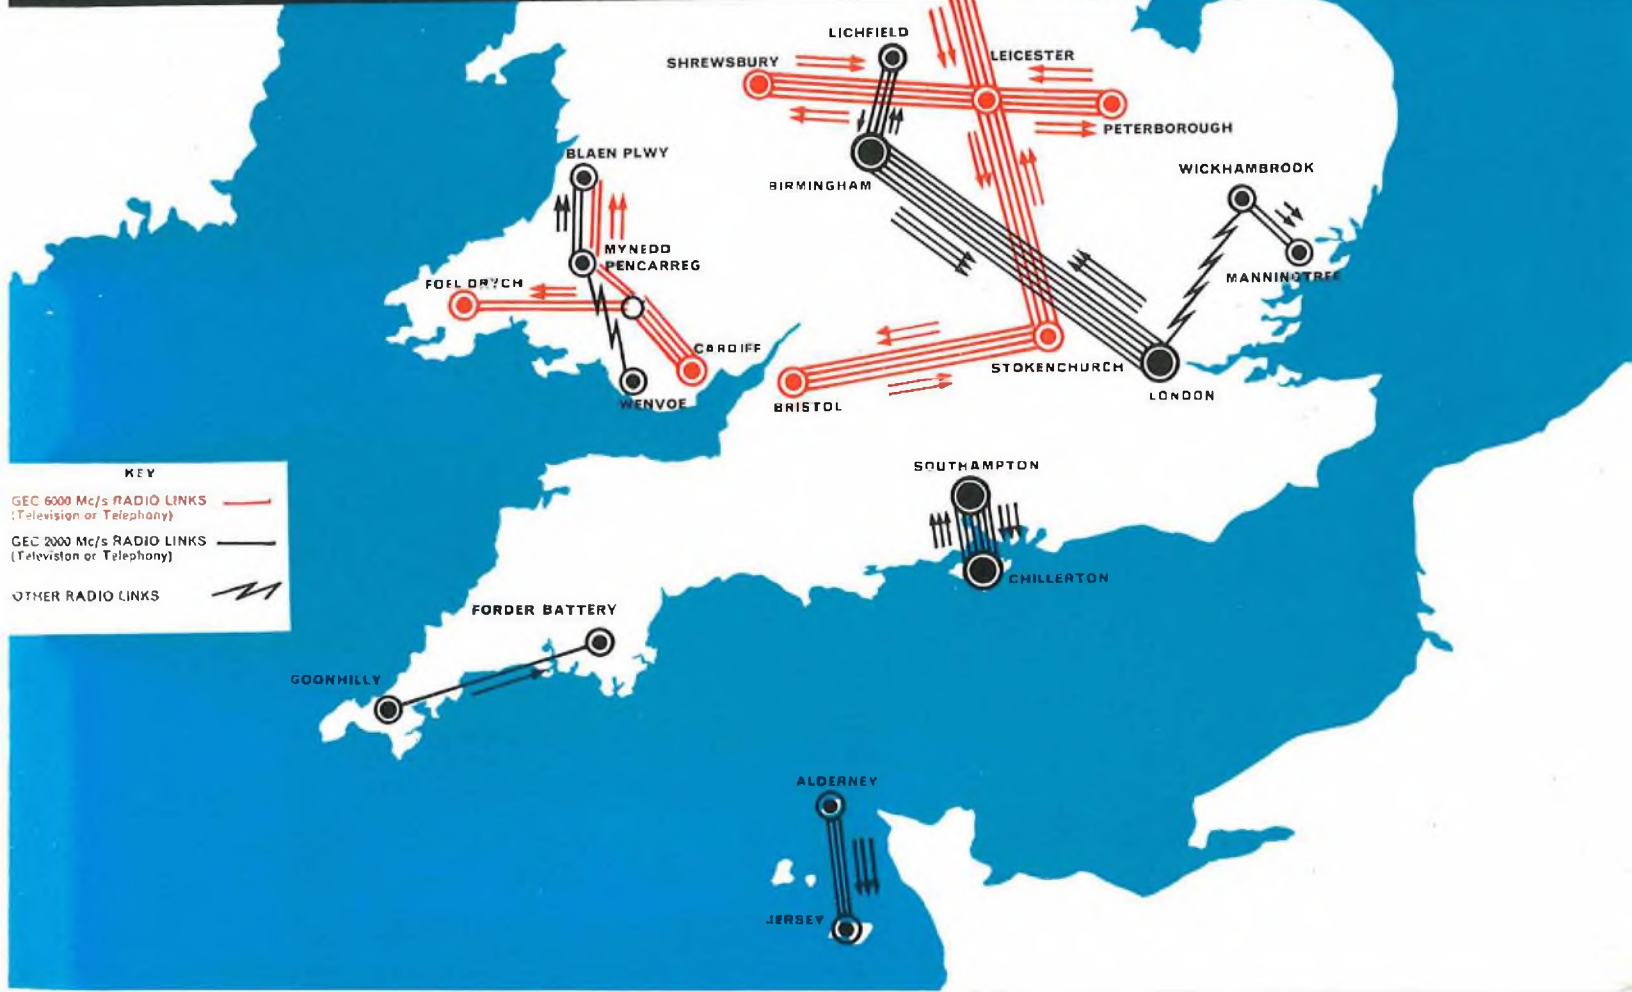 LICHFIELD
SHREWSBURY
LEICESTER
PETERBOROUGH
BLAEN PLWY
WICKHAMBROOK
BIRMINGHAM
MYNEDD
PENCARREG
MANNINGTREE
FOEL DRYCH
CARDIFF
STOKENCHURCH
LONDON
WENVOE
BRISTOL
KEY
GEC 6000 Mc/s RADIO LINKS
(Television or Telephony)
GEC 2000 Mc/s RADIO LINKS
(Television or Telephony)
OTHER RADIO LINKS
SOUTHAMPTON
CHILLERTON
FORDER BATTERY
GOONHILLY
ALDERNEY
JERSEY